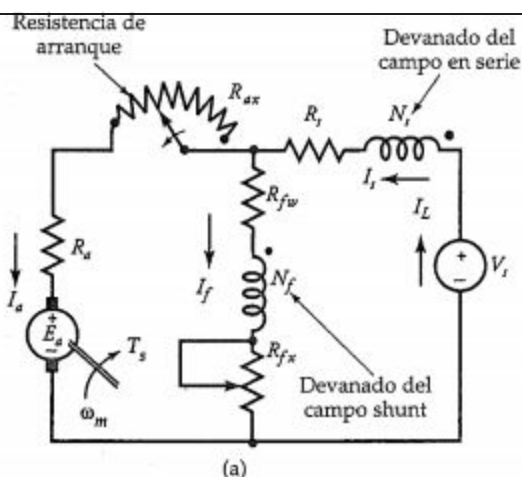 Resistencia de
arranque
Devanado del
campo en serie
R_ax
R_s
N_s
I_s
I_L
R_fw
R_a
I_f
N_f
V_s
I_a
E_a
T_s
R_fx
ω_m
Devanado del
campo shunt
(a)